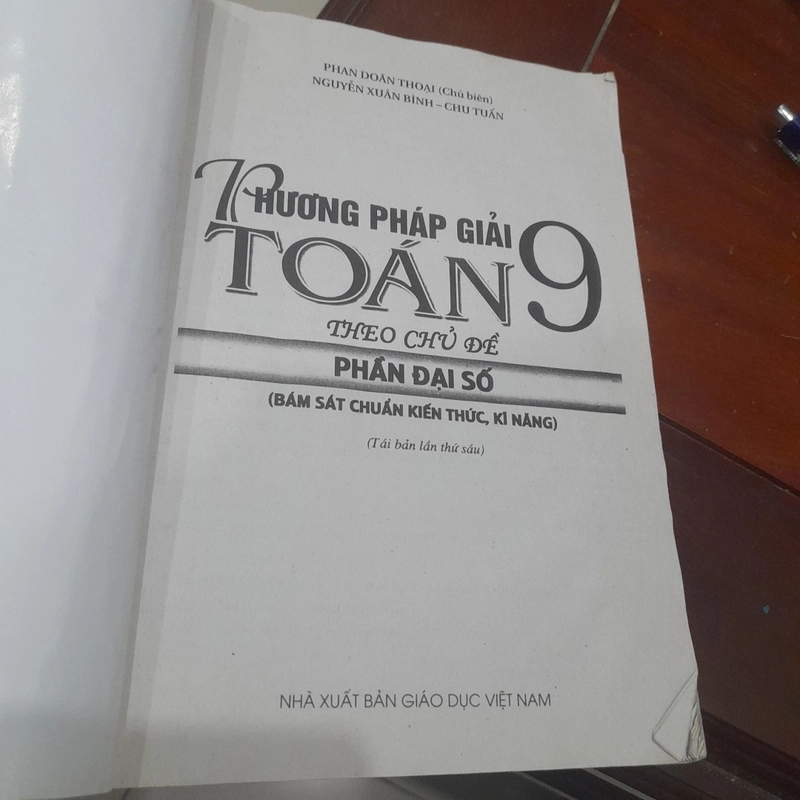 PHAN DOÃN THOẠI (Chủ biên)
NGUYỄN XUÂN BÌNH – CHU TUẤN
PHƯƠNG PHÁP GIẢI
TOÁN 9
THEO CHỦ ĐỀ
PHẦN ĐẠI SỐ
(BÁM SÁT CHUẨN KIẾN THỨC, KĨ NĂNG)
(Tái bản lần thứ sáu)
NHÀ XUẤT BẢN GIÁO DỤC VIỆT NAM